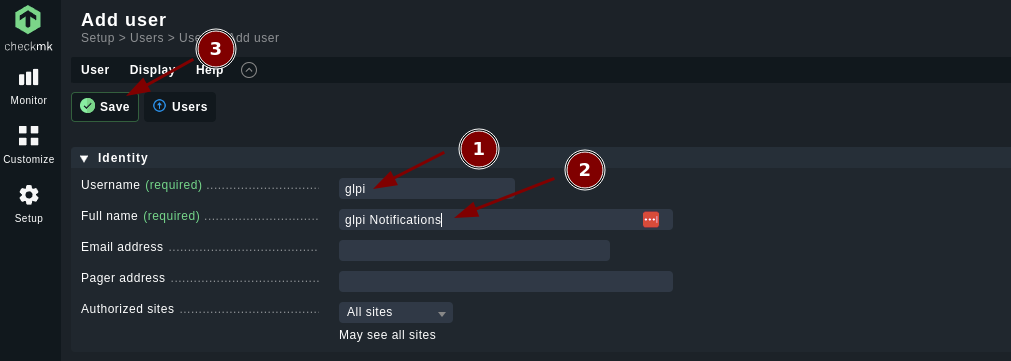 Add user
checkmk
Setup > Users > Use Add user
3
User Display Help
Save Users
Monitor
Customize
Setup
Identity
1
2
Username (required)
glpi
Full name (required)
glpi Notifications
Email address
Pager address
Authorized sites
All sites
May see all sites